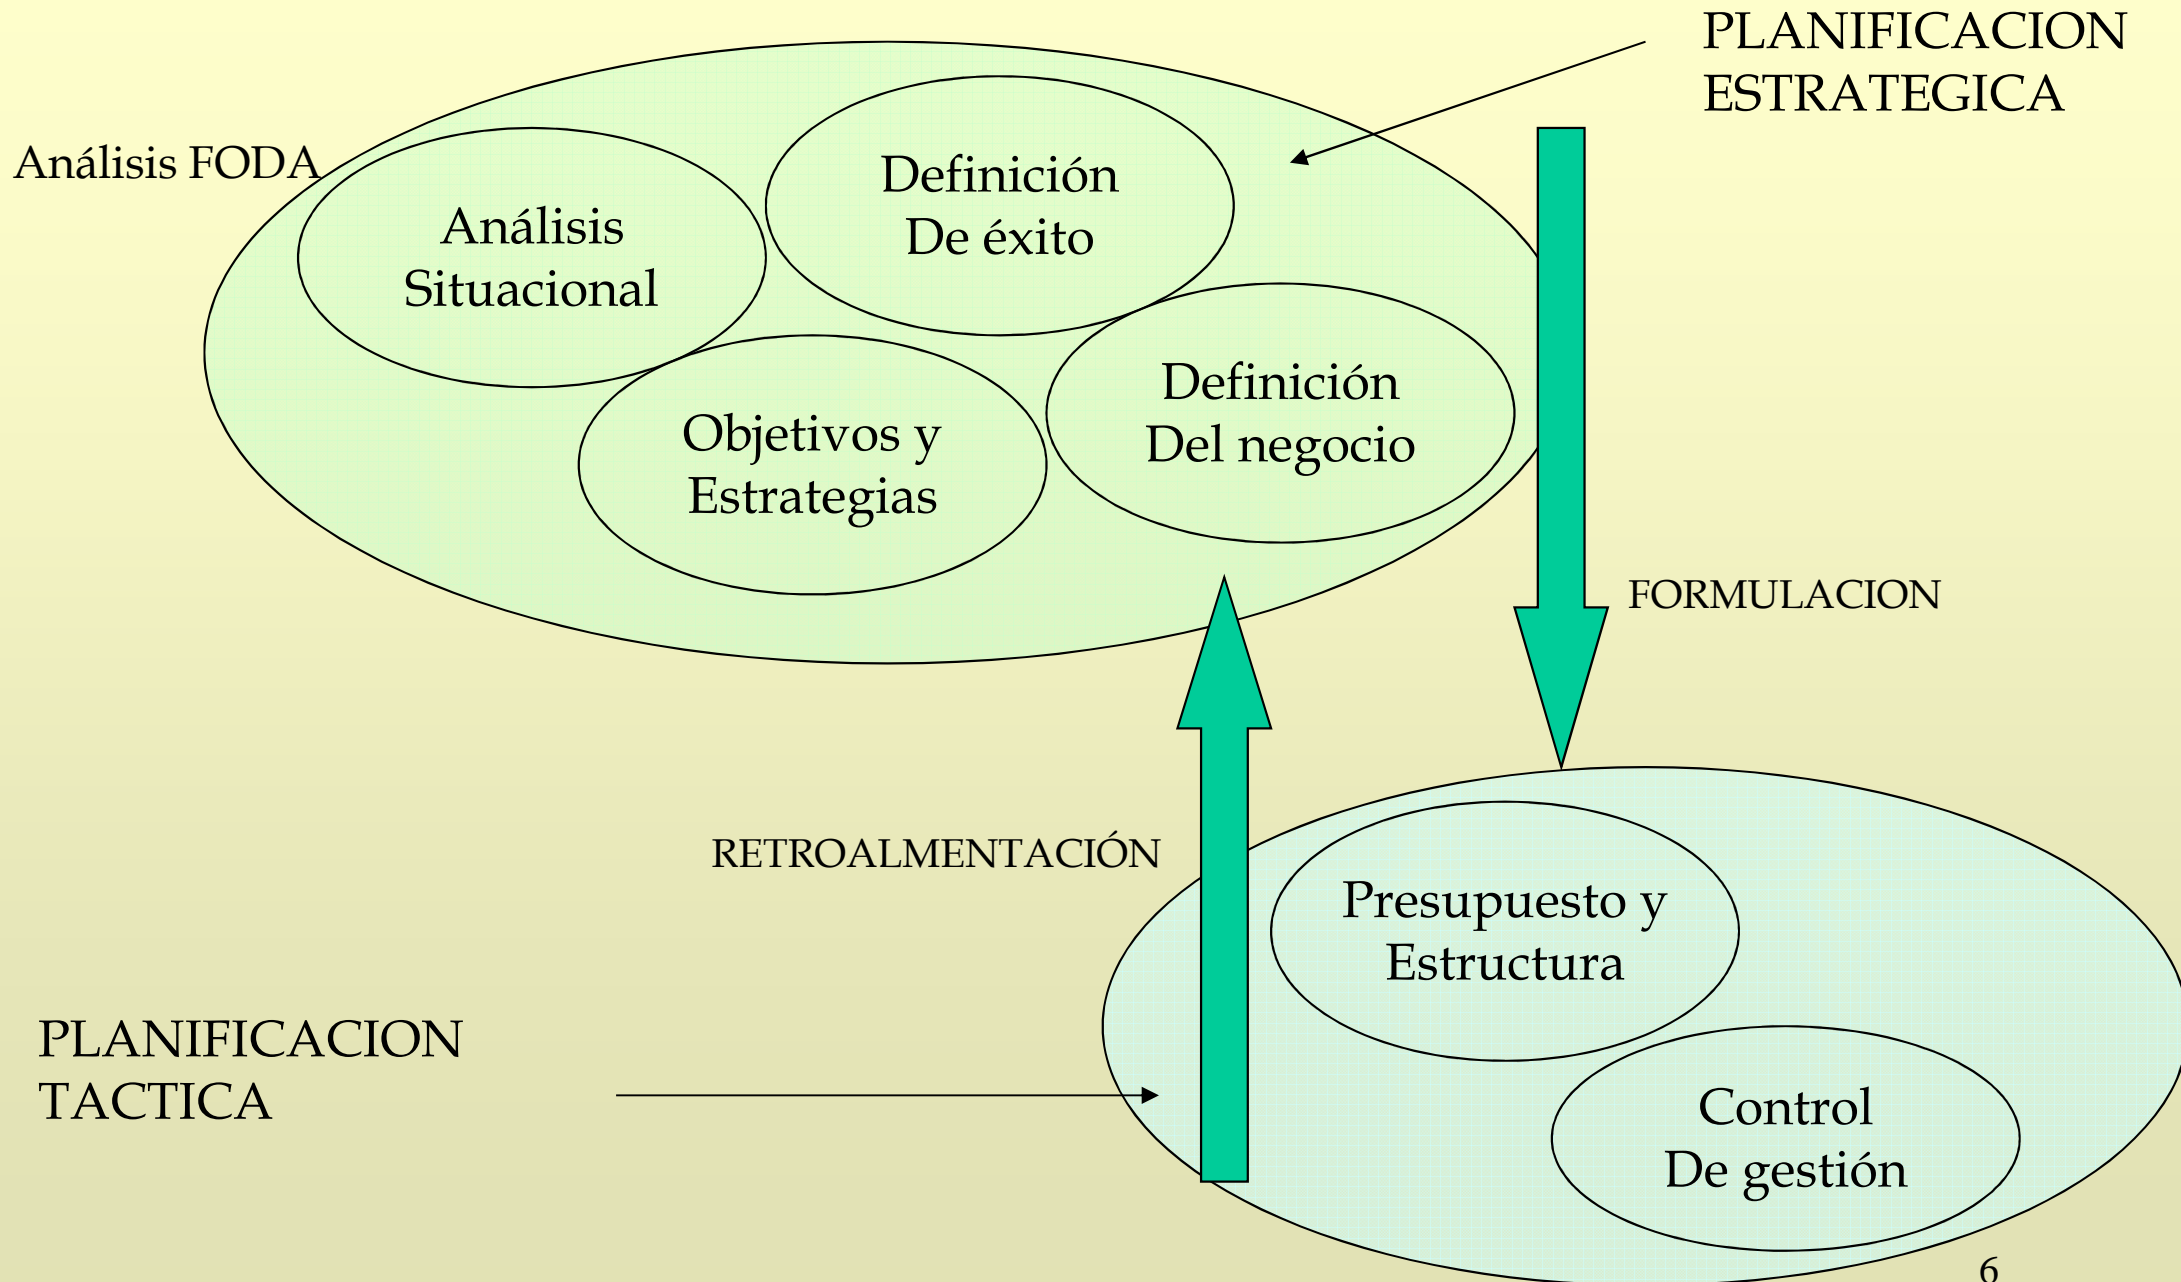 PLANIFICACION
ESTRATEGICA
Análisis FODA
Definición
De éxito
Análisis
Situacional
Definición
Del negocio
Objetivos y
Estrategias
FORMULACION
RETROALMENTACIÓN
Presupuesto y
Estructura
PLANIFICACION
TACTICA
Control
De gestión
6